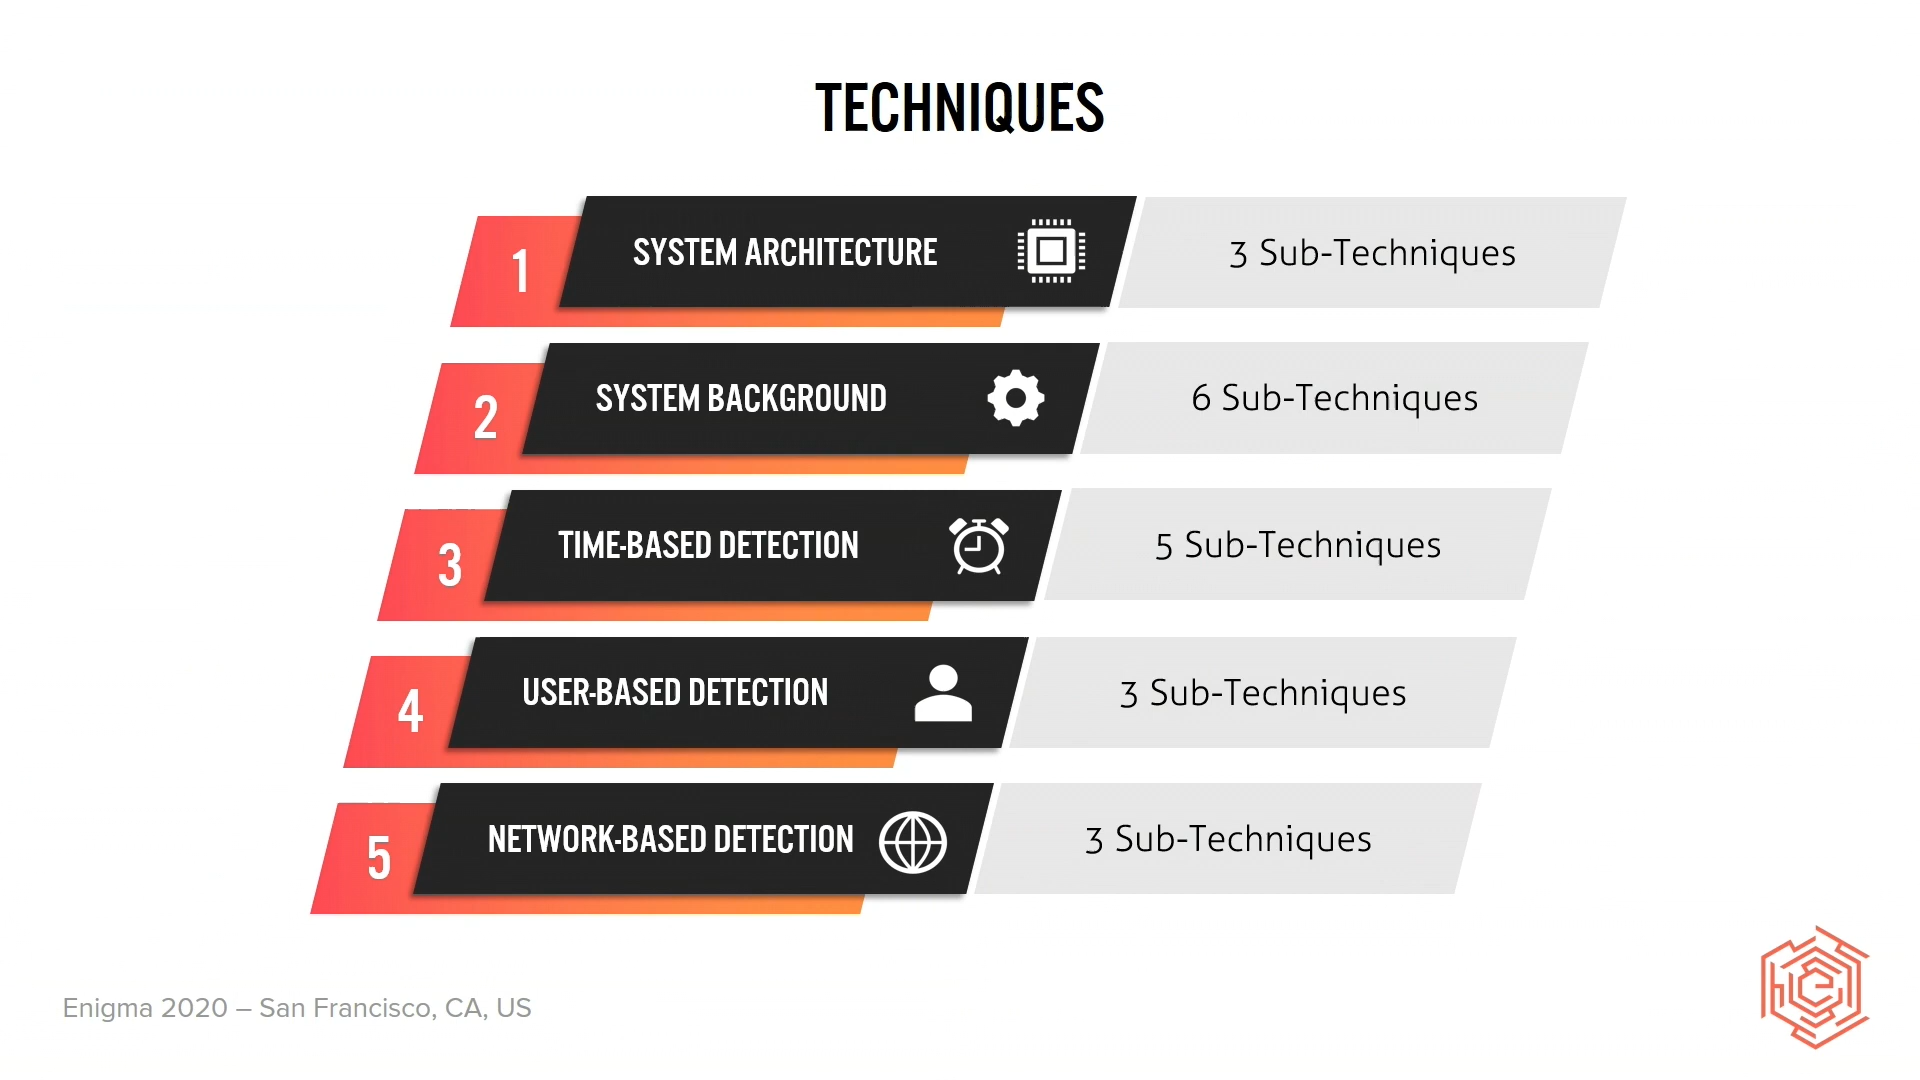 TECHNIQUES
1 SYSTEM ARCHITECTURE 3 Sub-Techniques
2 SYSTEM BACKGROUND 6 Sub-Techniques
3 TIME-BASED DETECTION 5 Sub-Techniques
4 USER-BASED DETECTION 3 Sub-Techniques
5 NETWORK-BASED DETECTION 3 Sub-Techniques
Enigma 2020 – San Francisco, CA, US